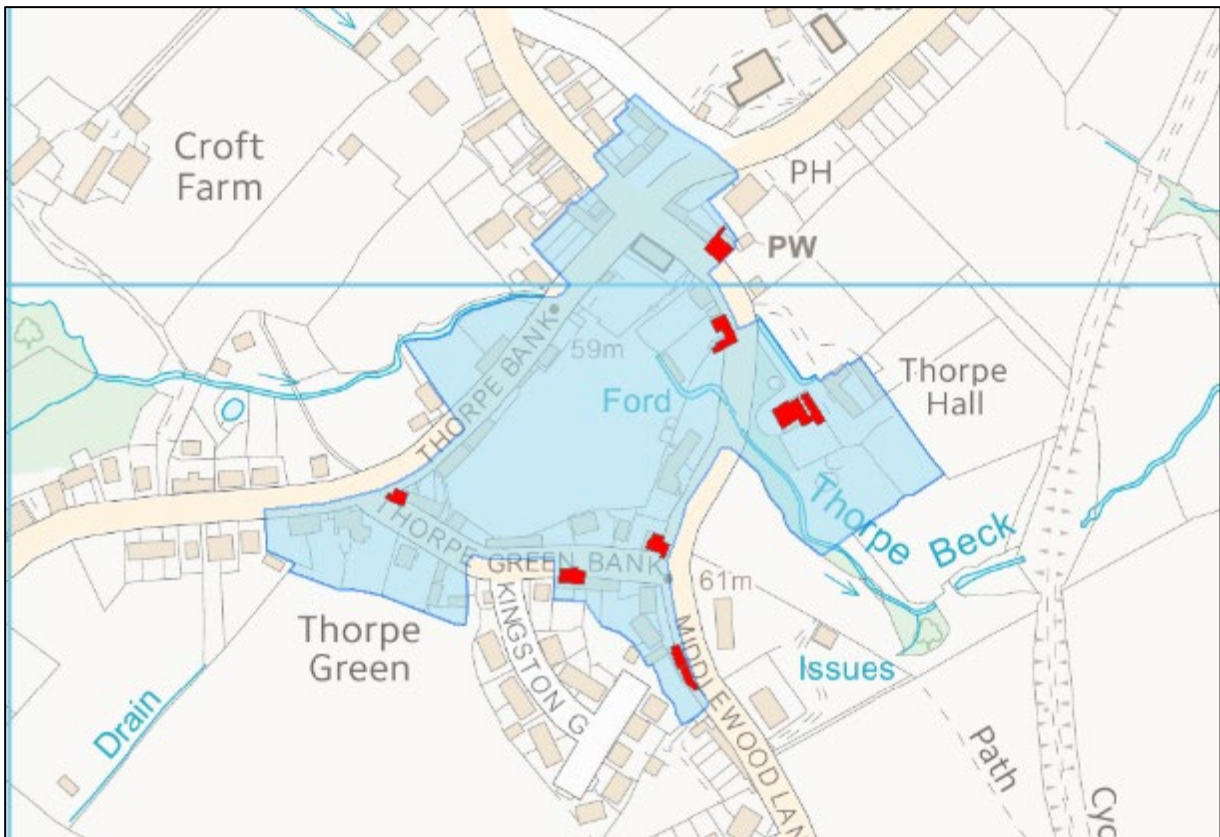 Croft
Farm
PH
PW
THORPE BANK
59m
Ford
Thorpe
Hall
Thorpe Beck
THORPE GREEN BANK
61m
KINGSTON G
MIDDLEWOOD LAN
Thorpe
Green
Issues
Drain
Path
Cyc